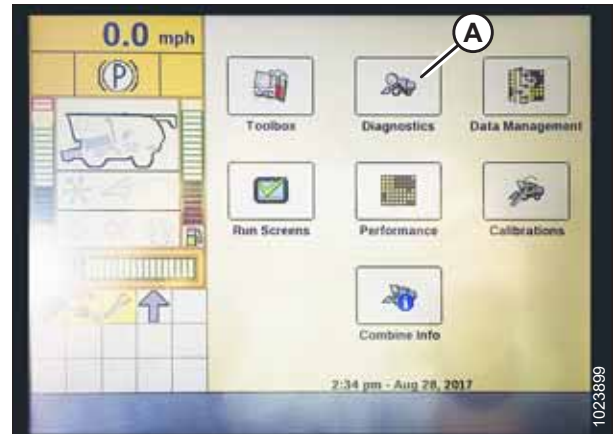 0.0 mph
A
(P)
Toolbox
Diagnostics
Data Management
Run Screens
Performance
Calibrations
Combine Info
2:34 pm - Aug 28, 2017
1023899